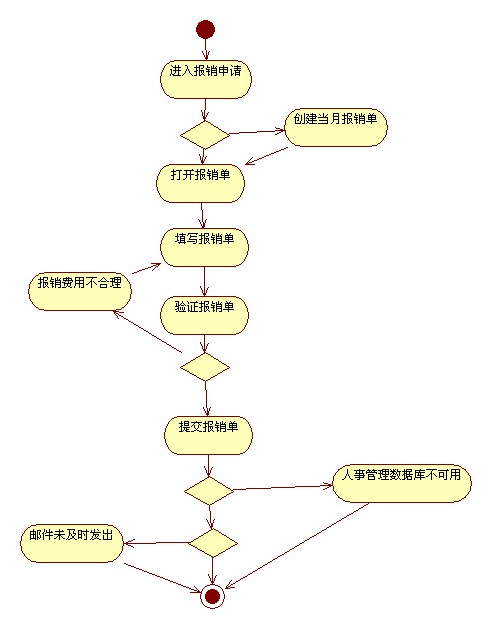 进入报销申请
创建当月报销单
打开报销单
填写报销单
报销费用不合理
验证报销单
提交报销单
人事管理数据库不可用
邮件未及时发出